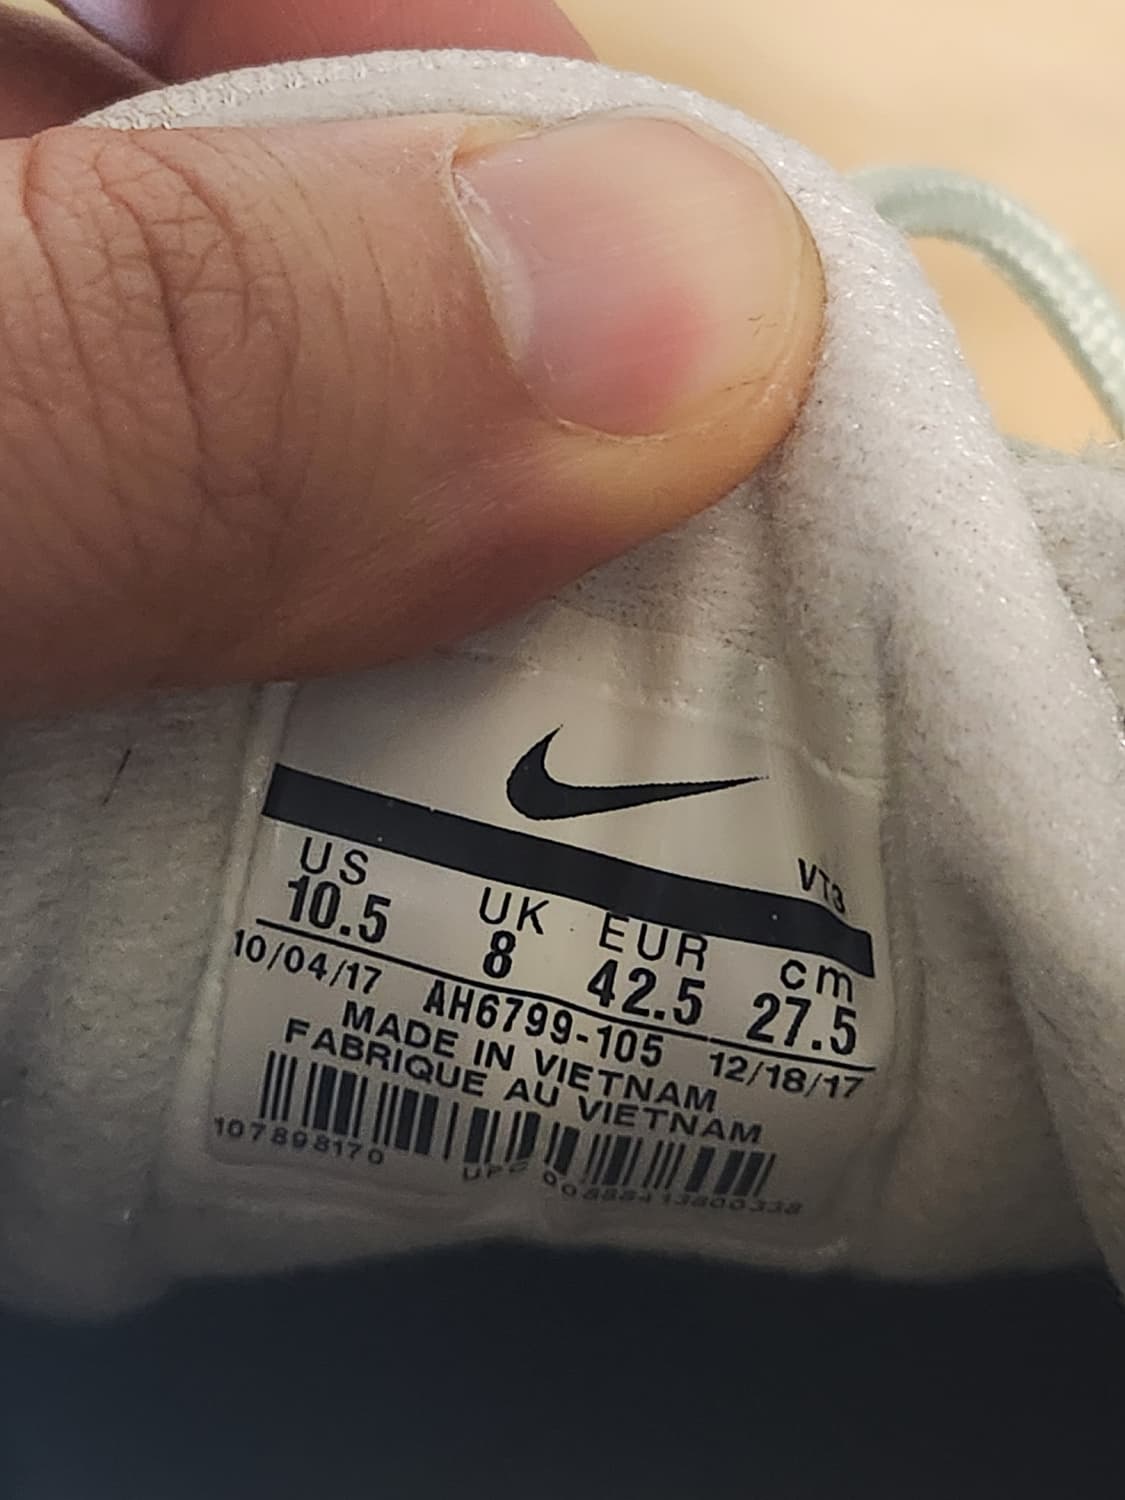 VT3
US UK EUR cm
10.5 8 42.5 27.5
10/04/17 AH6799-105 12/18/17
MADE IN VIETNAM
FABRIQUE AU VIETNAM
107898170